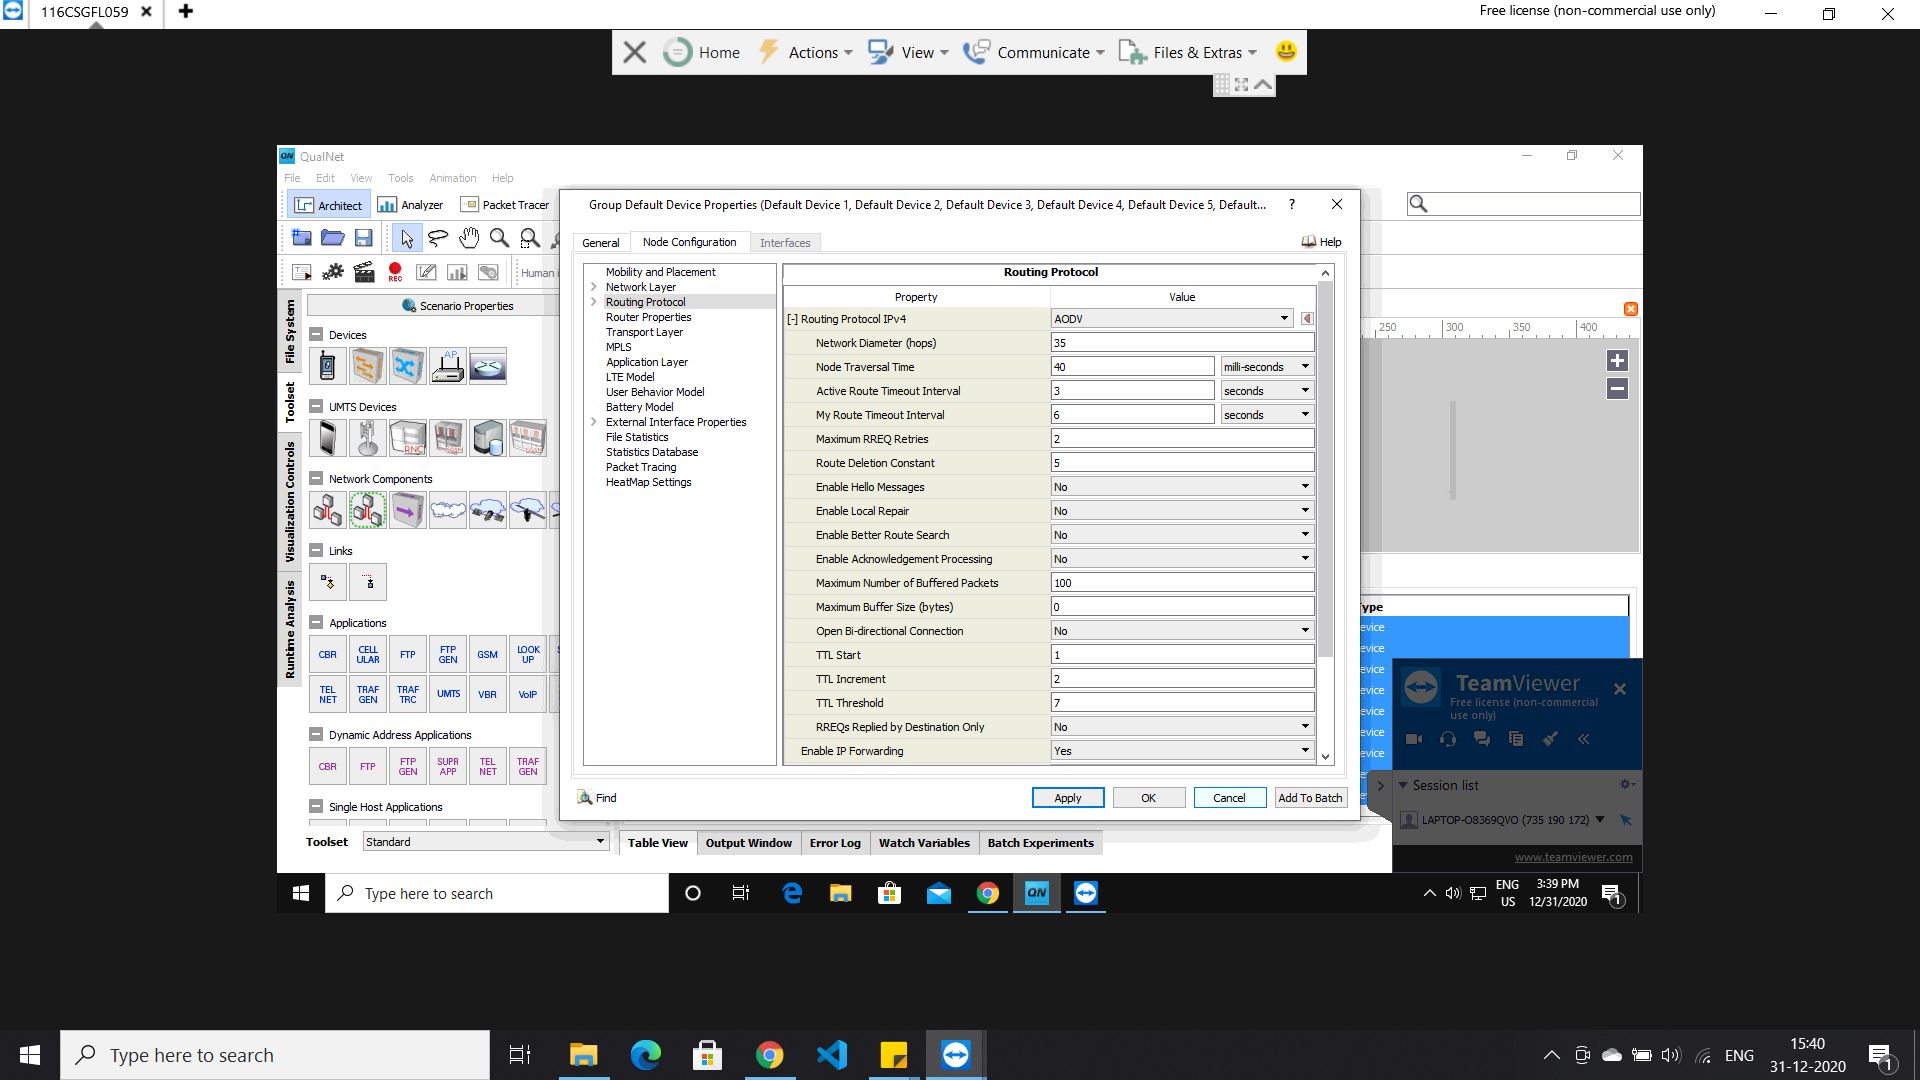 116CSGFL059
Free license (non-commercial use only)
Home
Actions
View
Communicate
Files & Extras
QN QualNet
File Edit View Tools Animation Help
Architect Analyzer Packet Tracer
REC
Human i
Scenario Properties
File System
Toolset
Visualization Controls
Runtime Analysis
Devices
AP
UMTS Devices
RNC
Network Components
Links
Applications
CBR
CELL ULAR
FTP
FTP GEN
GSM
LOOK UP
TEL NET
TRAF GEN
TRAF TRC
UMTS
VBR
VoIP
Dynamic Address Applications
CBR
FTP
FTP GEN
SUPR APP
TEL NET
TRAF GEN
Single Host Applications
Toolset Standard
Group Default Device Properties (Default Device 1, Default Device 2, Default Device 3, Default Device 4, Default Device 5, Default...
?
General Node Configuration Interfaces
Help
Mobility and Placement
Network Layer
Routing Protocol
Router Properties
Transport Layer
MPLS
Application Layer
LTE Model
User Behavior Model
Battery Model
External Interface Properties
File Statistics
Statistics Database
Packet Tracing
HeatMap Settings
Routing Protocol
Property Value
[-] Routing Protocol IPv4 AODV
Network Diameter (hops) 35
Node Traversal Time 40 milli-seconds
Active Route Timeout Interval 3 seconds
My Route Timeout Interval 6 seconds
Maximum RREQ Retries 2
Route Deletion Constant 5
Enable Hello Messages No
Enable Local Repair No
Enable Better Route Search No
Enable Acknowledgement Processing No
Maximum Number of Buffered Packets 100
Maximum Buffer Size (bytes) 0
Open Bi-directional Connection No
TTL Start 1
TTL Increment 2
TTL Threshold 7
RREQs Replied by Destination Only No
Enable IP Forwarding Yes
Find
Apply OK Cancel Add To Batch
Table View Output Window Error Log Watch Variables Batch Experiments
250 300 350 400
ype
evice
evice
evice
evice
evice
evice
evice
TeamViewer
Free license (non-commercial
use only)
Session list
LAPTOP-O8369QVO (735 190 172)
www.teamviewer.com
Type here to search
QN
ENG
US
3:39 PM
12/31/2020
1
Type here to search
ENG
15:40
31-12-2020
1